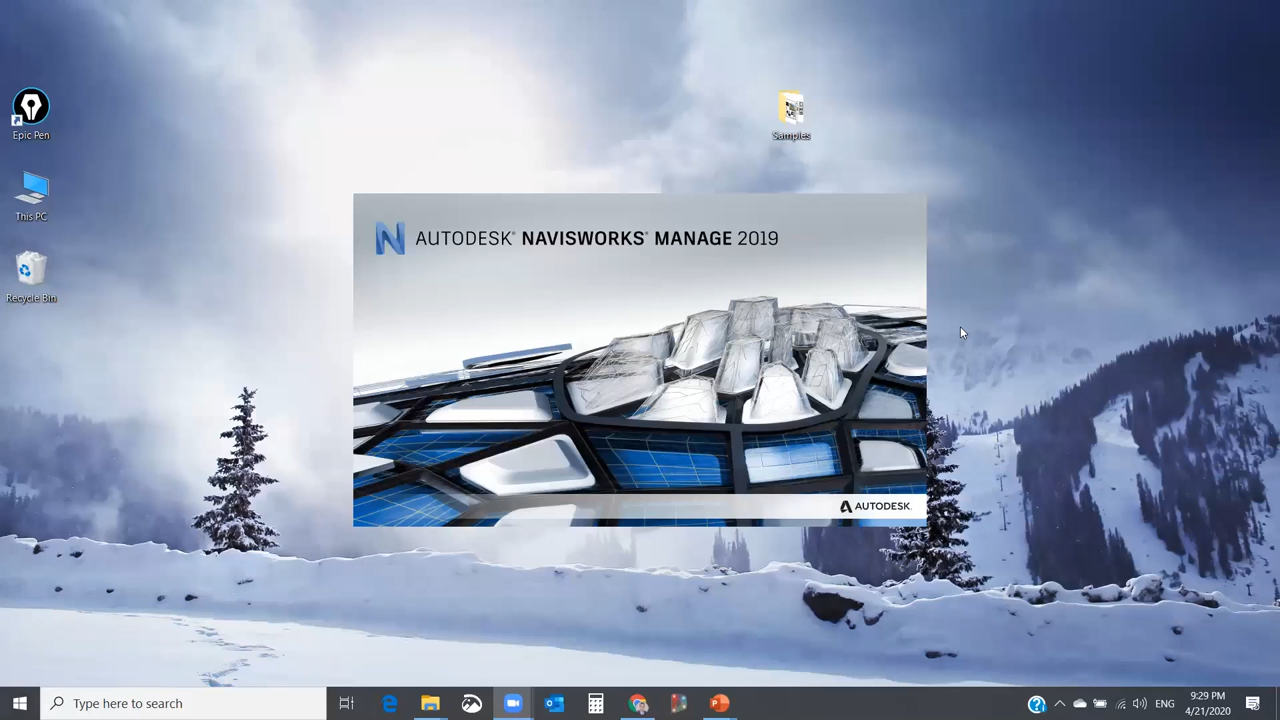 Epic Pen
This PC
Recycle Bin
Samples
AUTODESK® NAVISWORKS® MANAGE 2019
AUTODESK.
Type here to search
ENG
9:29 PM
4/21/2020